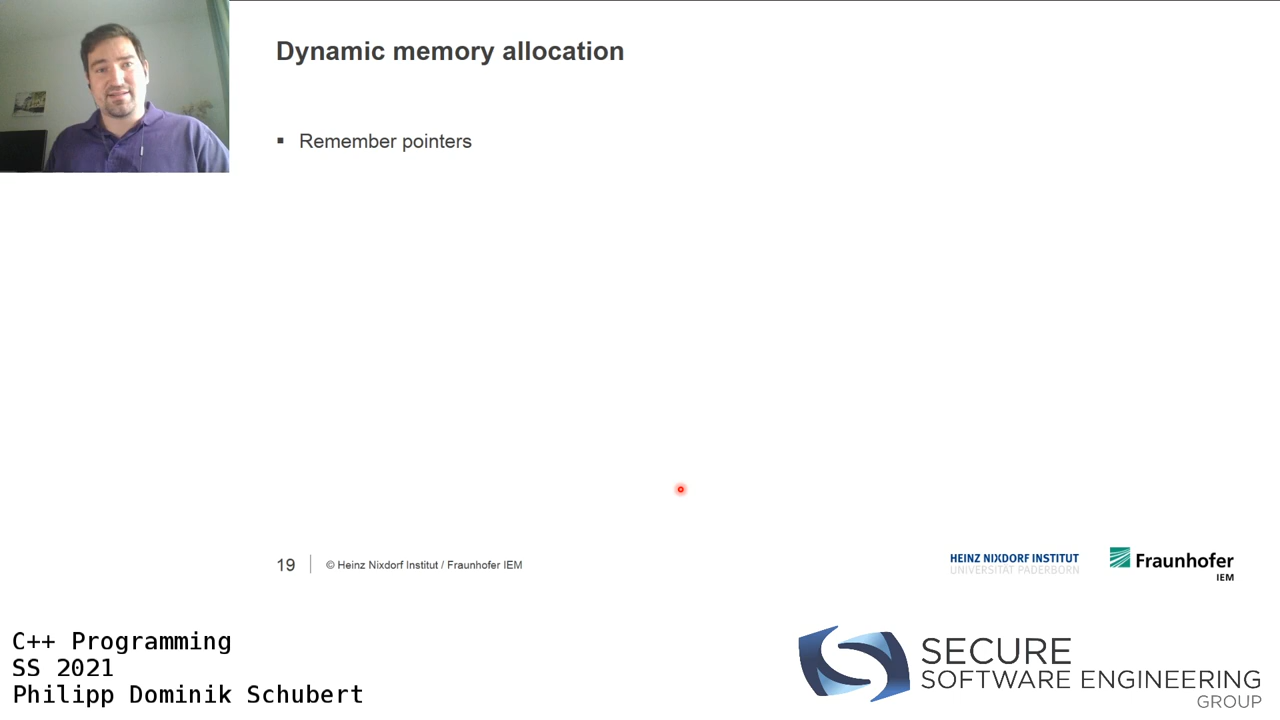 Dynamic memory allocation
▪ Remember pointers
19
© Heinz Nixdorf Institut / Fraunhofer IEM
HEINZ NIXDORF INSTITUT
UNIVERSITÄT PADERBORN
Fraunhofer
IEM
C++ Programming
SS 2021
Philipp Dominik Schubert
SECURE
SOFTWARE ENGINEERING
GROUP